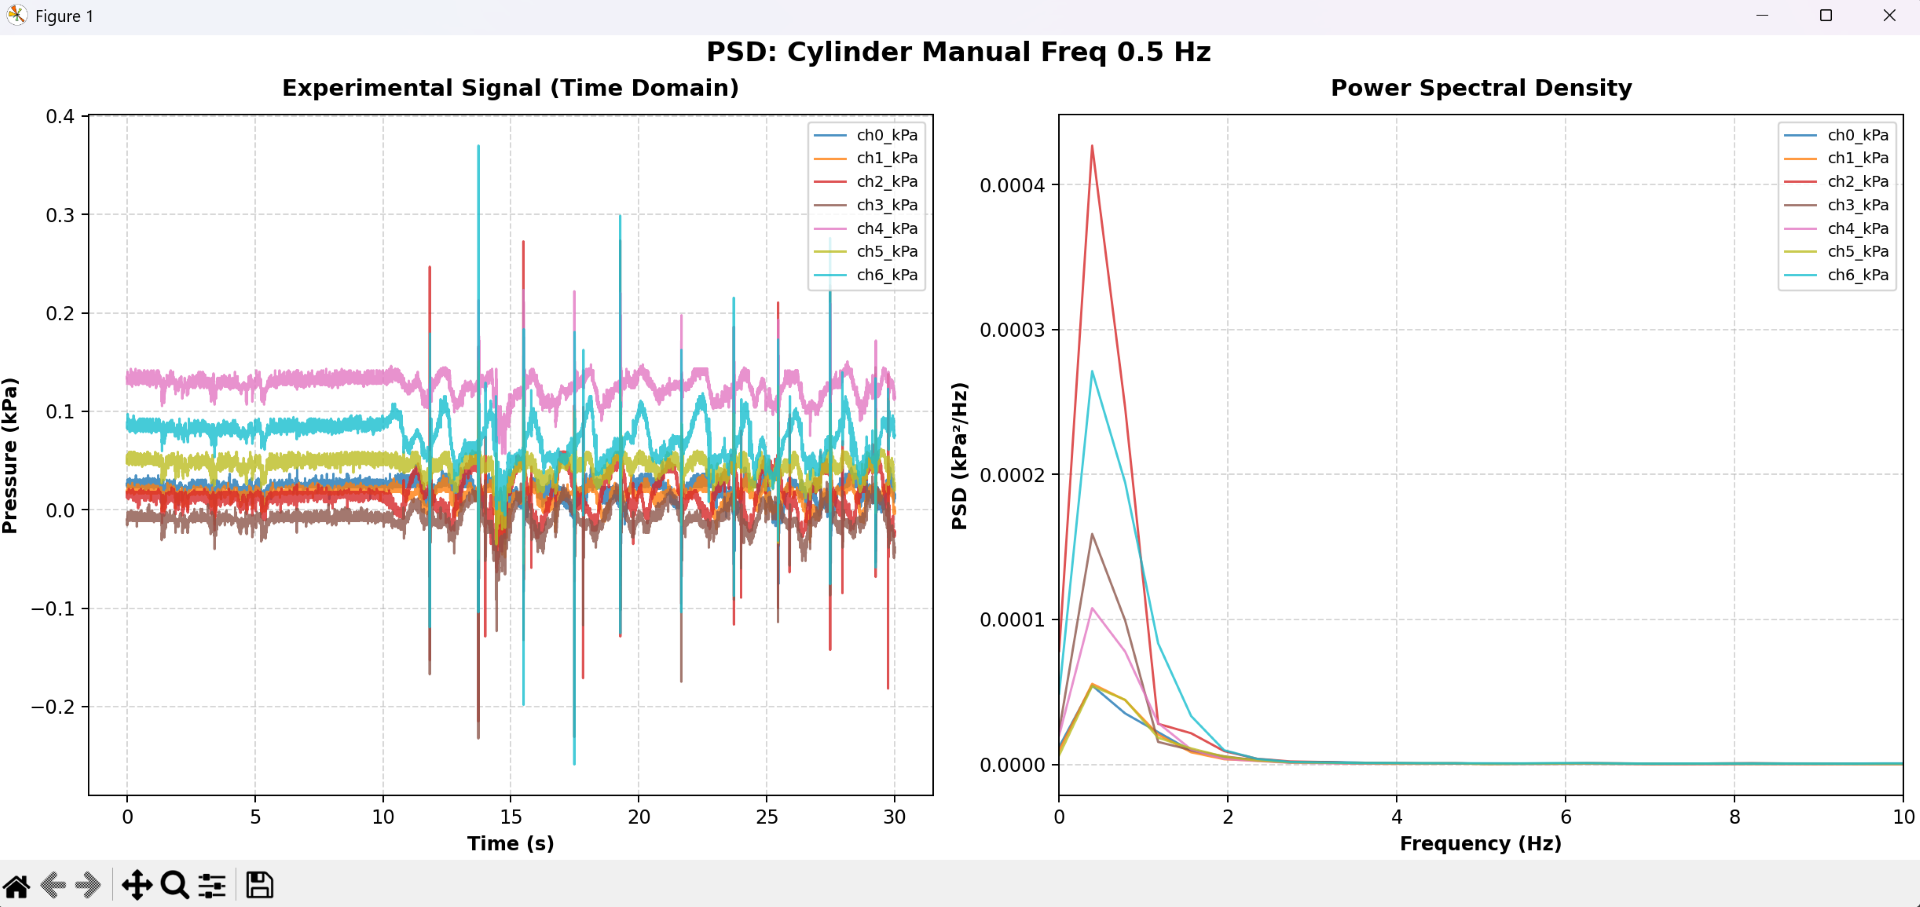 Figure 1
PSD: Cylinder Manual Freq 0.5 Hz
Experimental Signal (Time Domain)
0.4
0.3
0.2
0.1
0.0
−0.1
−0.2
Pressure (kPa)
0 5 10 15 20 25 30
Time (s)
ch0_kPa
ch1_kPa
ch2_kPa
ch3_kPa
ch4_kPa
ch5_kPa
ch6_kPa
Power Spectral Density
0.0004
0.0003
0.0002
0.0001
0.0000
PSD (kPa²/Hz)
0 2 4 6 8 10
Frequency (Hz)
ch0_kPa
ch1_kPa
ch2_kPa
ch3_kPa
ch4_kPa
ch5_kPa
ch6_kPa